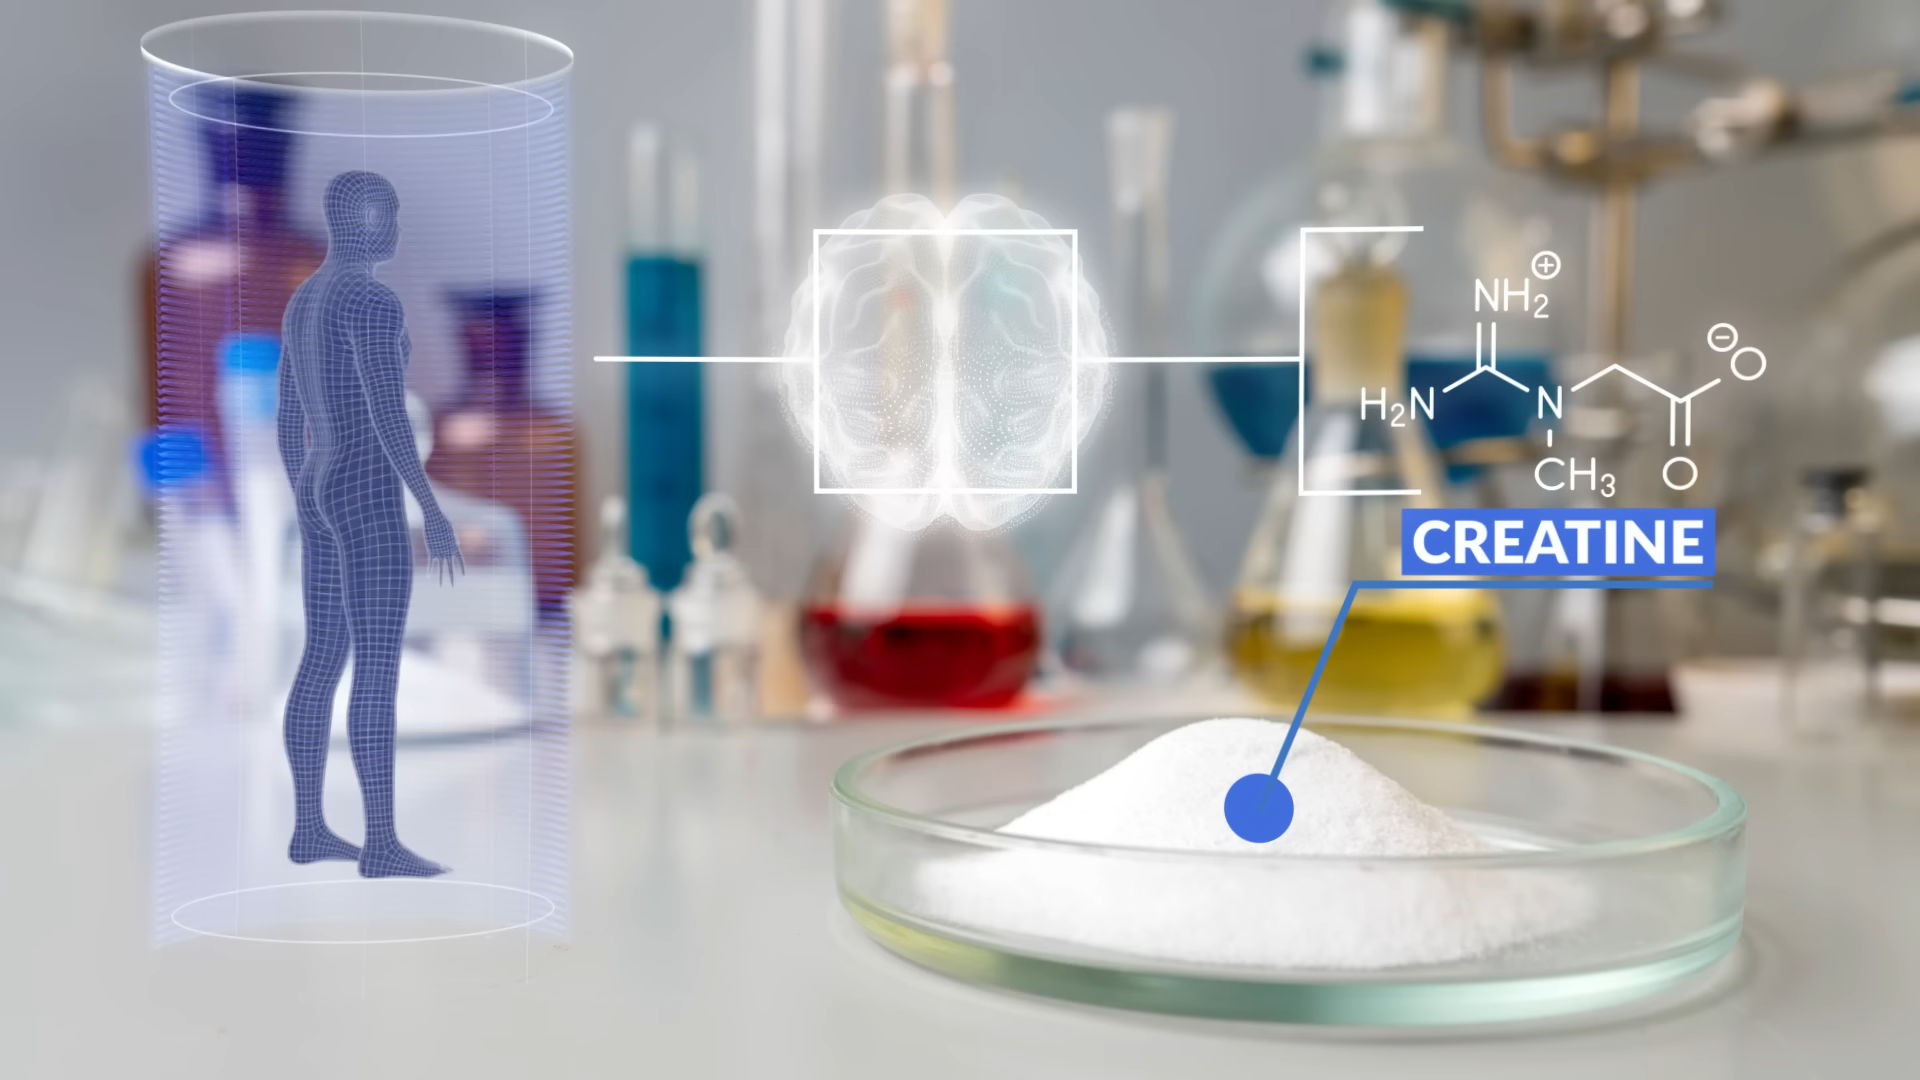 NH₂⊕
⊖
O
H₂N
N
CH₃
O
CREATINE